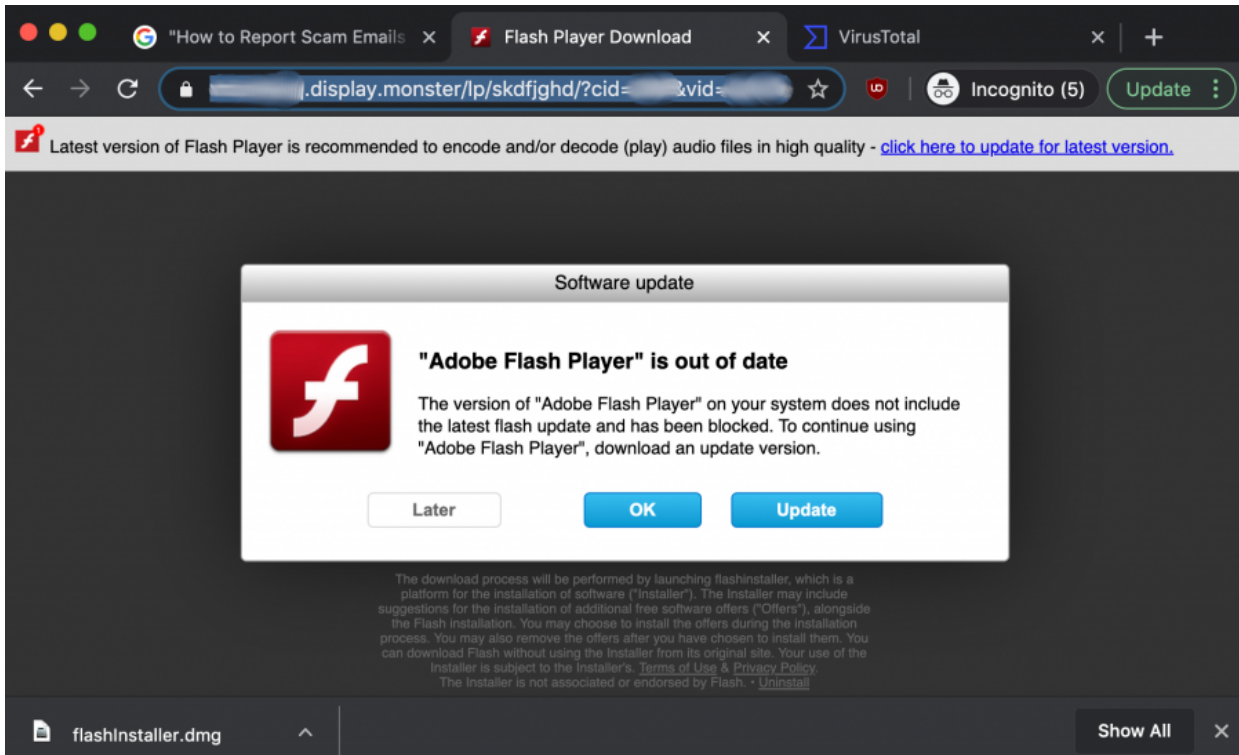 "How to Report Scam Emails
Flash Player Download
VirusTotal
.display.monster/lp/skdfjghd/?cid= &vid=
Incognito (5)
Update
Latest version of Flash Player is recommended to encode and/or decode (play) audio files in high quality - click here to update for latest version.
Software update
"Adobe Flash Player" is out of date
The version of "Adobe Flash Player" on your system does not include
the latest flash update and has been blocked. To continue using
"Adobe Flash Player", download an update version.
Later
OK
Update
The download process will be performed by launching flashinstaller, which is a
platform for the installation of software ("Installer"). The Installer may include
suggestions for the installation of additional free software offers ("Offers"), alongside
the Flash installation. You may choose to install the offers during the installation
process. You may also remove the offers after you have chosen to install them. You
can download Flash without using the Installer from its original site. Your use of the
Installer is subject to the Installer's. Terms of Use & Privacy Policy.
The Installer is not associated or endorsed by Flash. • Uninstall
flashInstaller.dmg
Show All